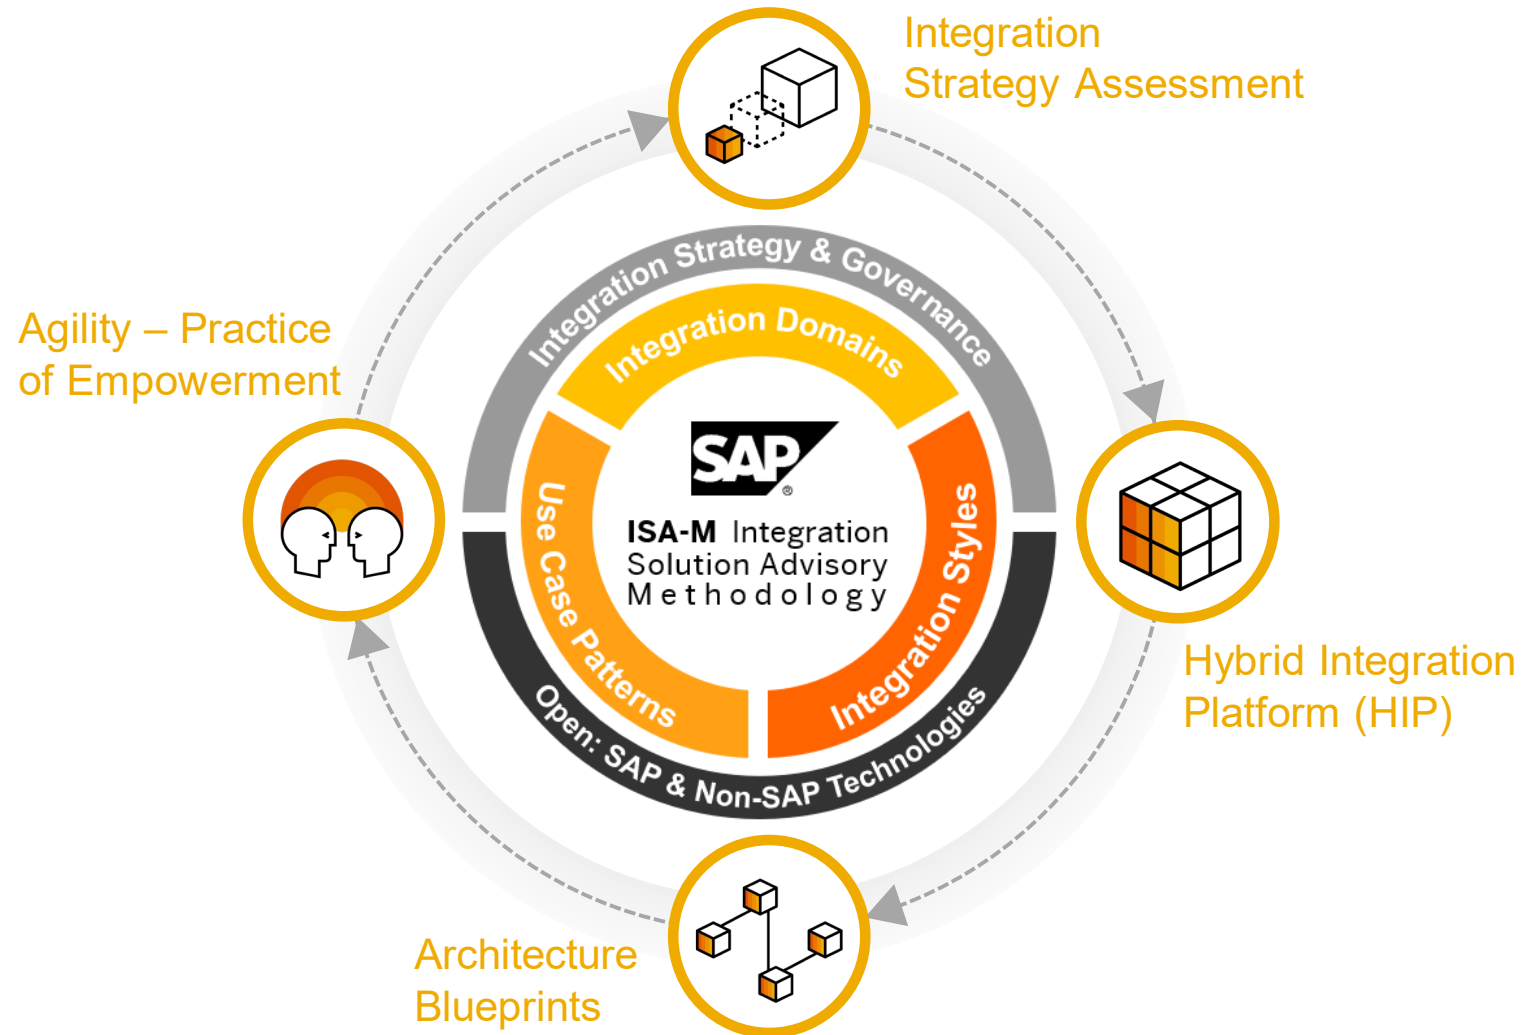 Integration
Strategy Assessment
Integration Strategy & Governance
Integration Domains
Agility – Practice
of Empowerment
SAP
®
ISA-M Integration
Solution Advisory
Methodology
Use Case Patterns
Integration Styles
Hybrid Integration
Platform (HIP)
Open: SAP & Non-SAP Technologies
Architecture
Blueprints